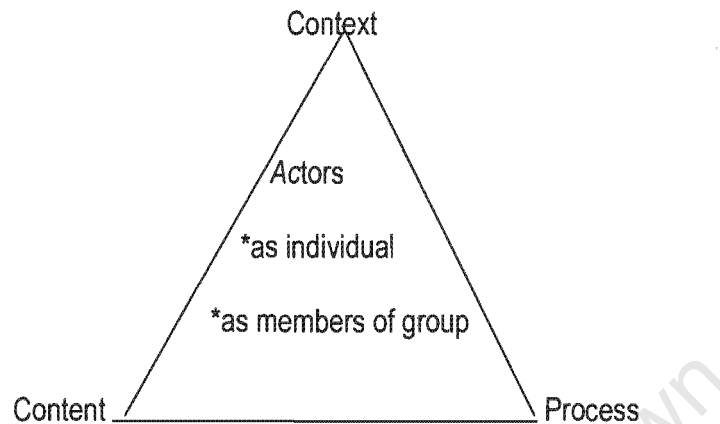 Context
Actors
*as individual
*as members of group
Content
Process